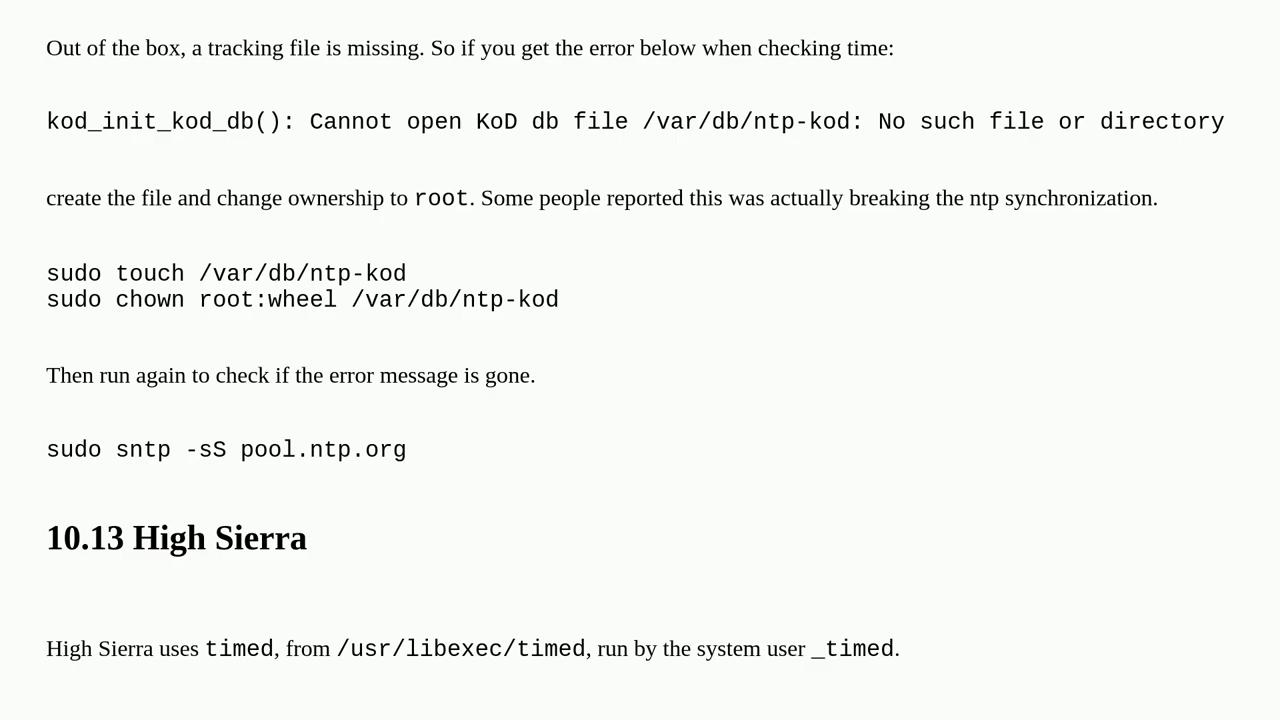 Out of the box, a tracking file is missing. So if you get the error below when checking time:
kod_init_kod_db(): Cannot open KoD db file /var/db/ntp-kod: No such file or directory
create the file and change ownership to root. Some people reported this was actually breaking the ntp synchronization.
sudo touch /var/db/ntp-kod
sudo chown root:wheel /var/db/ntp-kod
Then run again to check if the error message is gone.
sudo sntp -sS pool.ntp.org
10.13 High Sierra
High Sierra uses timed, from /usr/libexec/timed, run by the system user _timed.